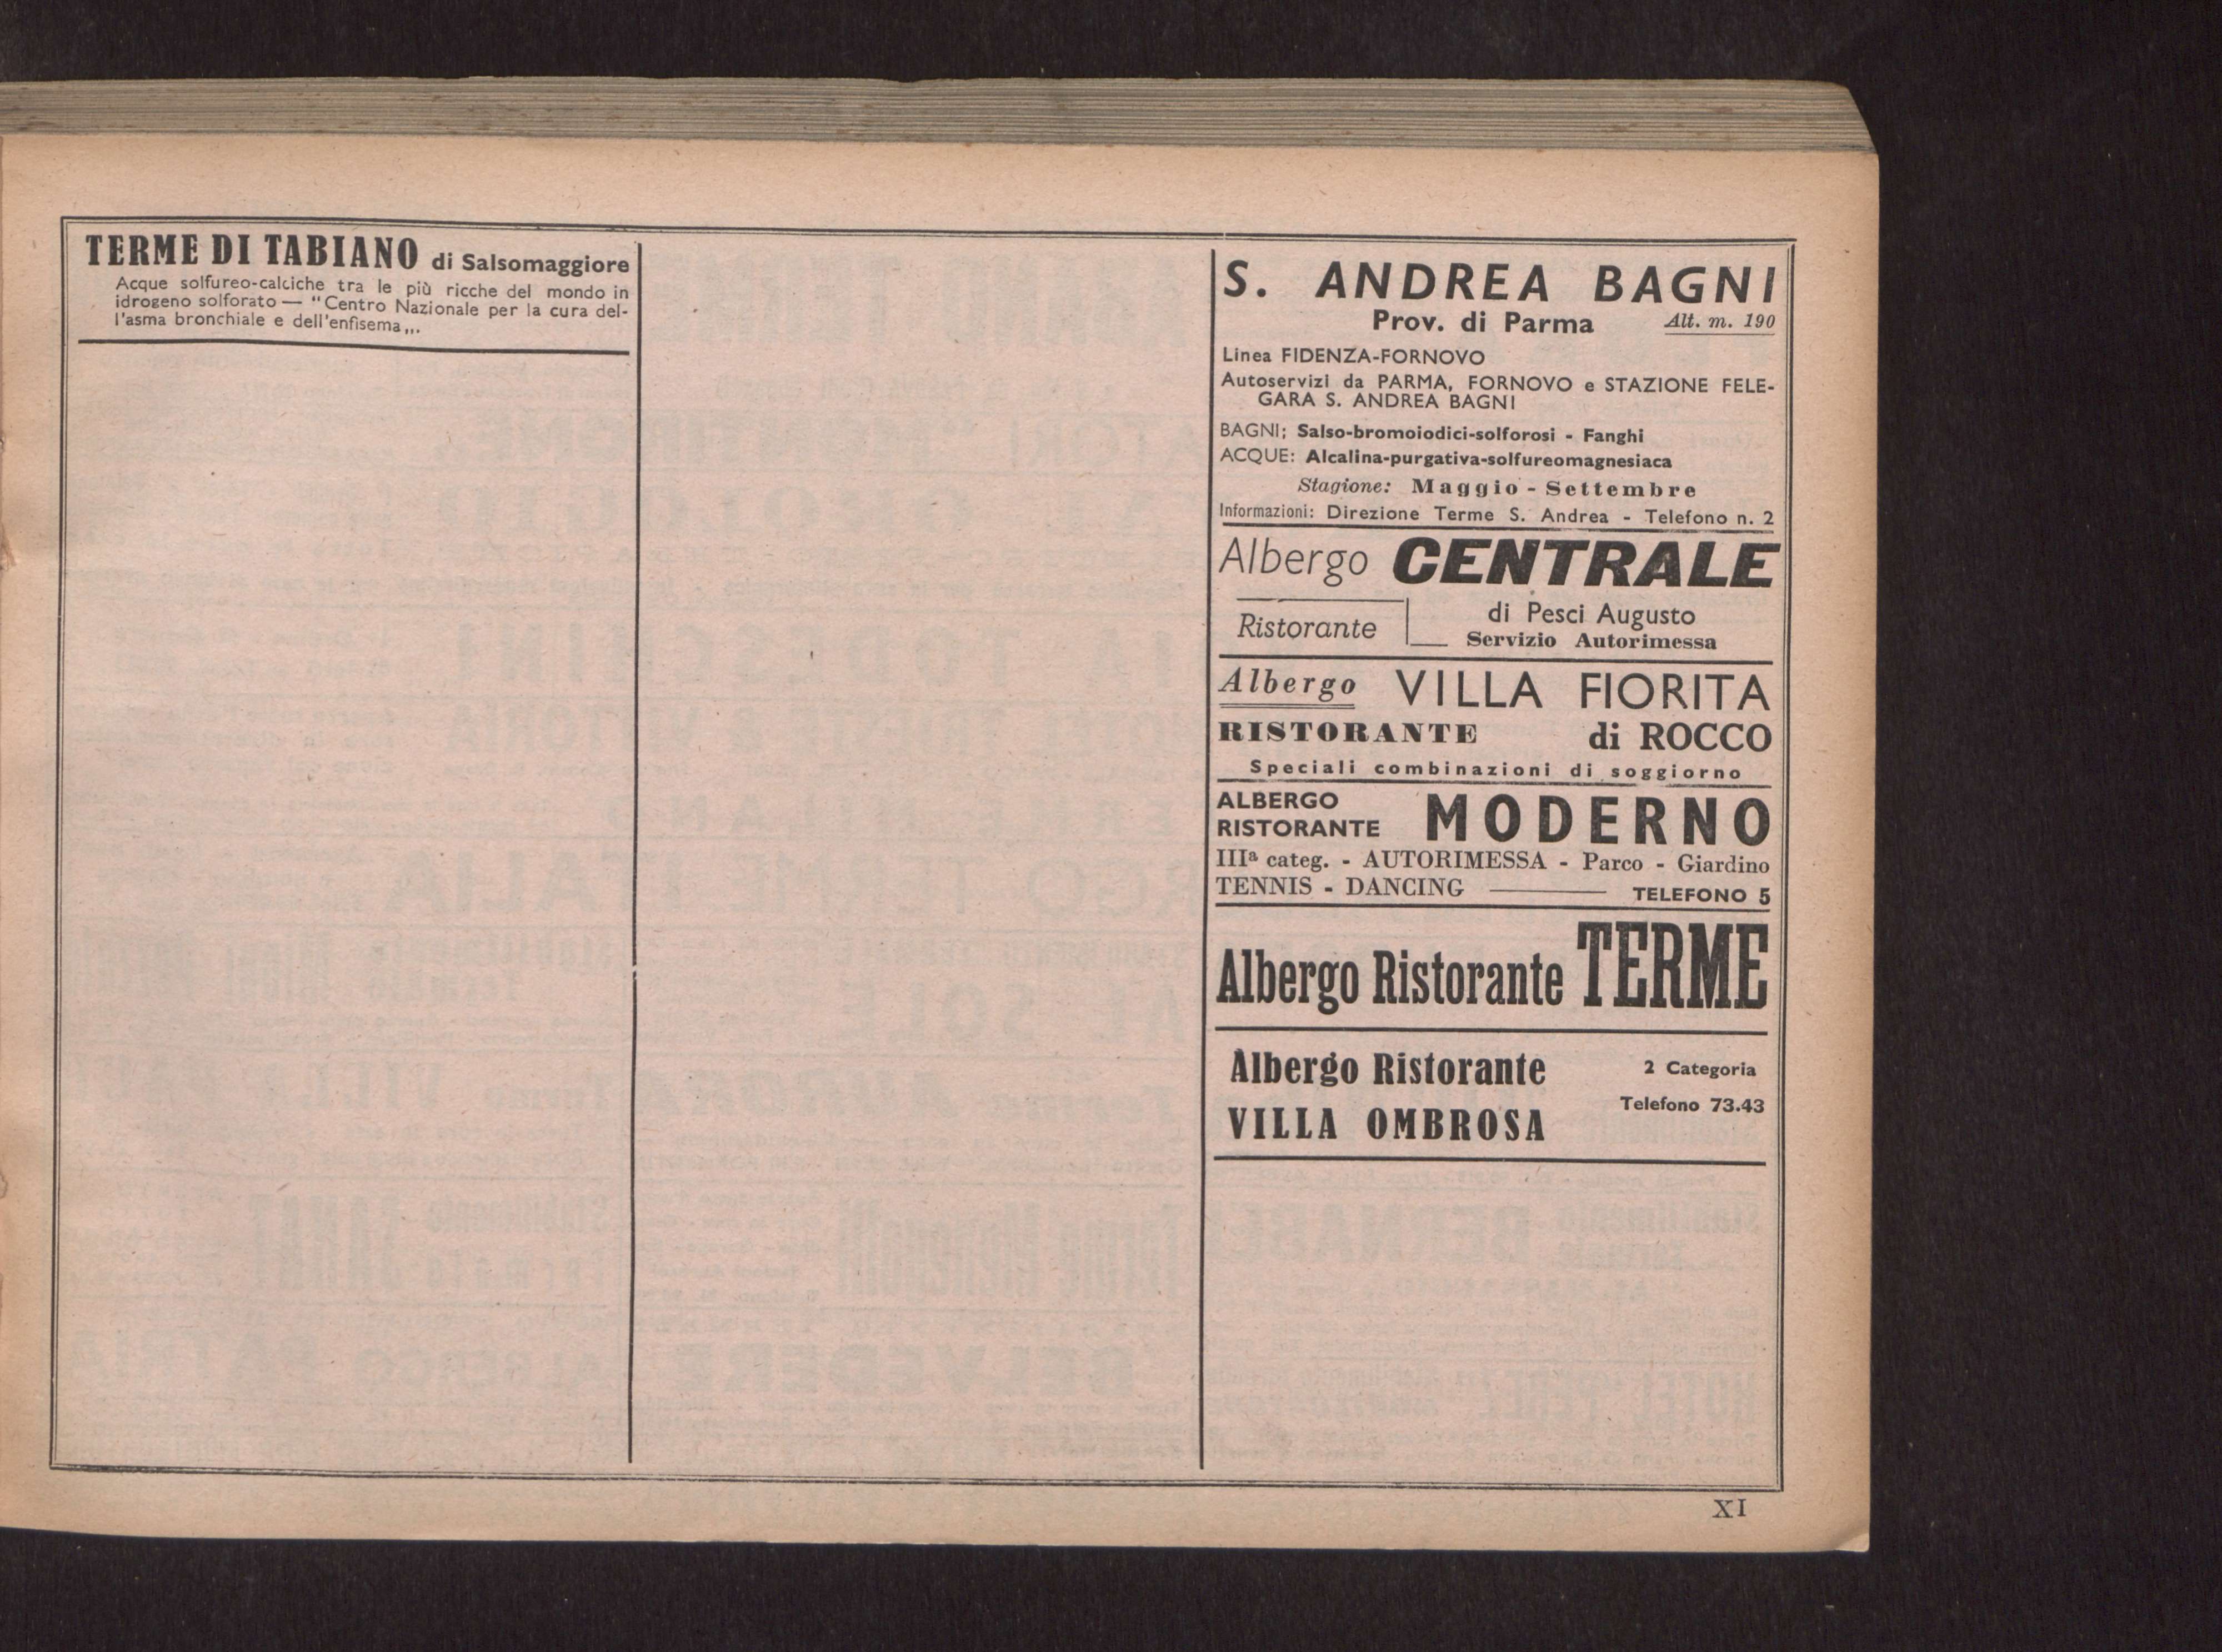 TERME DI TABIANO di Salsomaggiore
Acque solfureo-calciche tra le più ricche del mondo in
idrogeno solforato — "Centro Nazionale per la cura del-
l'asma bronchiale e dell'enfisema„.
S. ANDREA BAGNI
Prov. di Parma Alt. m. 190
Linea FIDENZA-FORNOVO
Autoservizi da PARMA, FORNOVO e STAZIONE FELE-
GARA S. ANDREA BAGNI
BAGNI: Salso-bromoiodici-solforosi - Fanghi
ACQUE: Alcalina-purgativa-solfureomagnesiaca
Stagione: Maggio - Settembre
Informazioni: Direzione Terme S. Andrea - Telefono n. 2
Albergo CENTRALE
Ristorante
di Pesci Augusto
Servizio Autorimessa
Albergo VILLA FIORITA
RISTORANTE di ROCCO
Speciali combinazioni di soggiorno
ALBERGO
RISTORANTE MODERNO
IIIª categ. - AUTORIMESSA - Parco - Giardino
TENNIS - DANCING TELEFONO 5
Albergo Ristorante TERME
Albergo Ristorante 2 Categoria
VILLA OMBROSA Telefono 73.43
XI